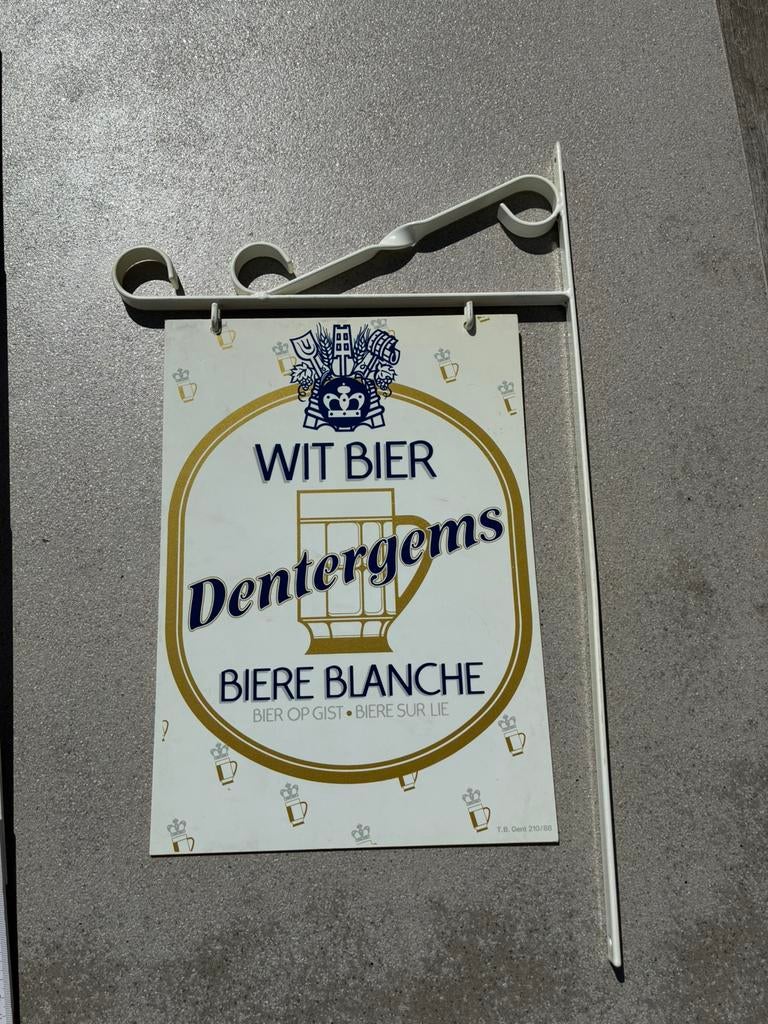 WIT BIER
Dentergems
BIERE BLANCHE
BIER OP GIST • BIERE SUR LIE
T.B. Gent 210/88